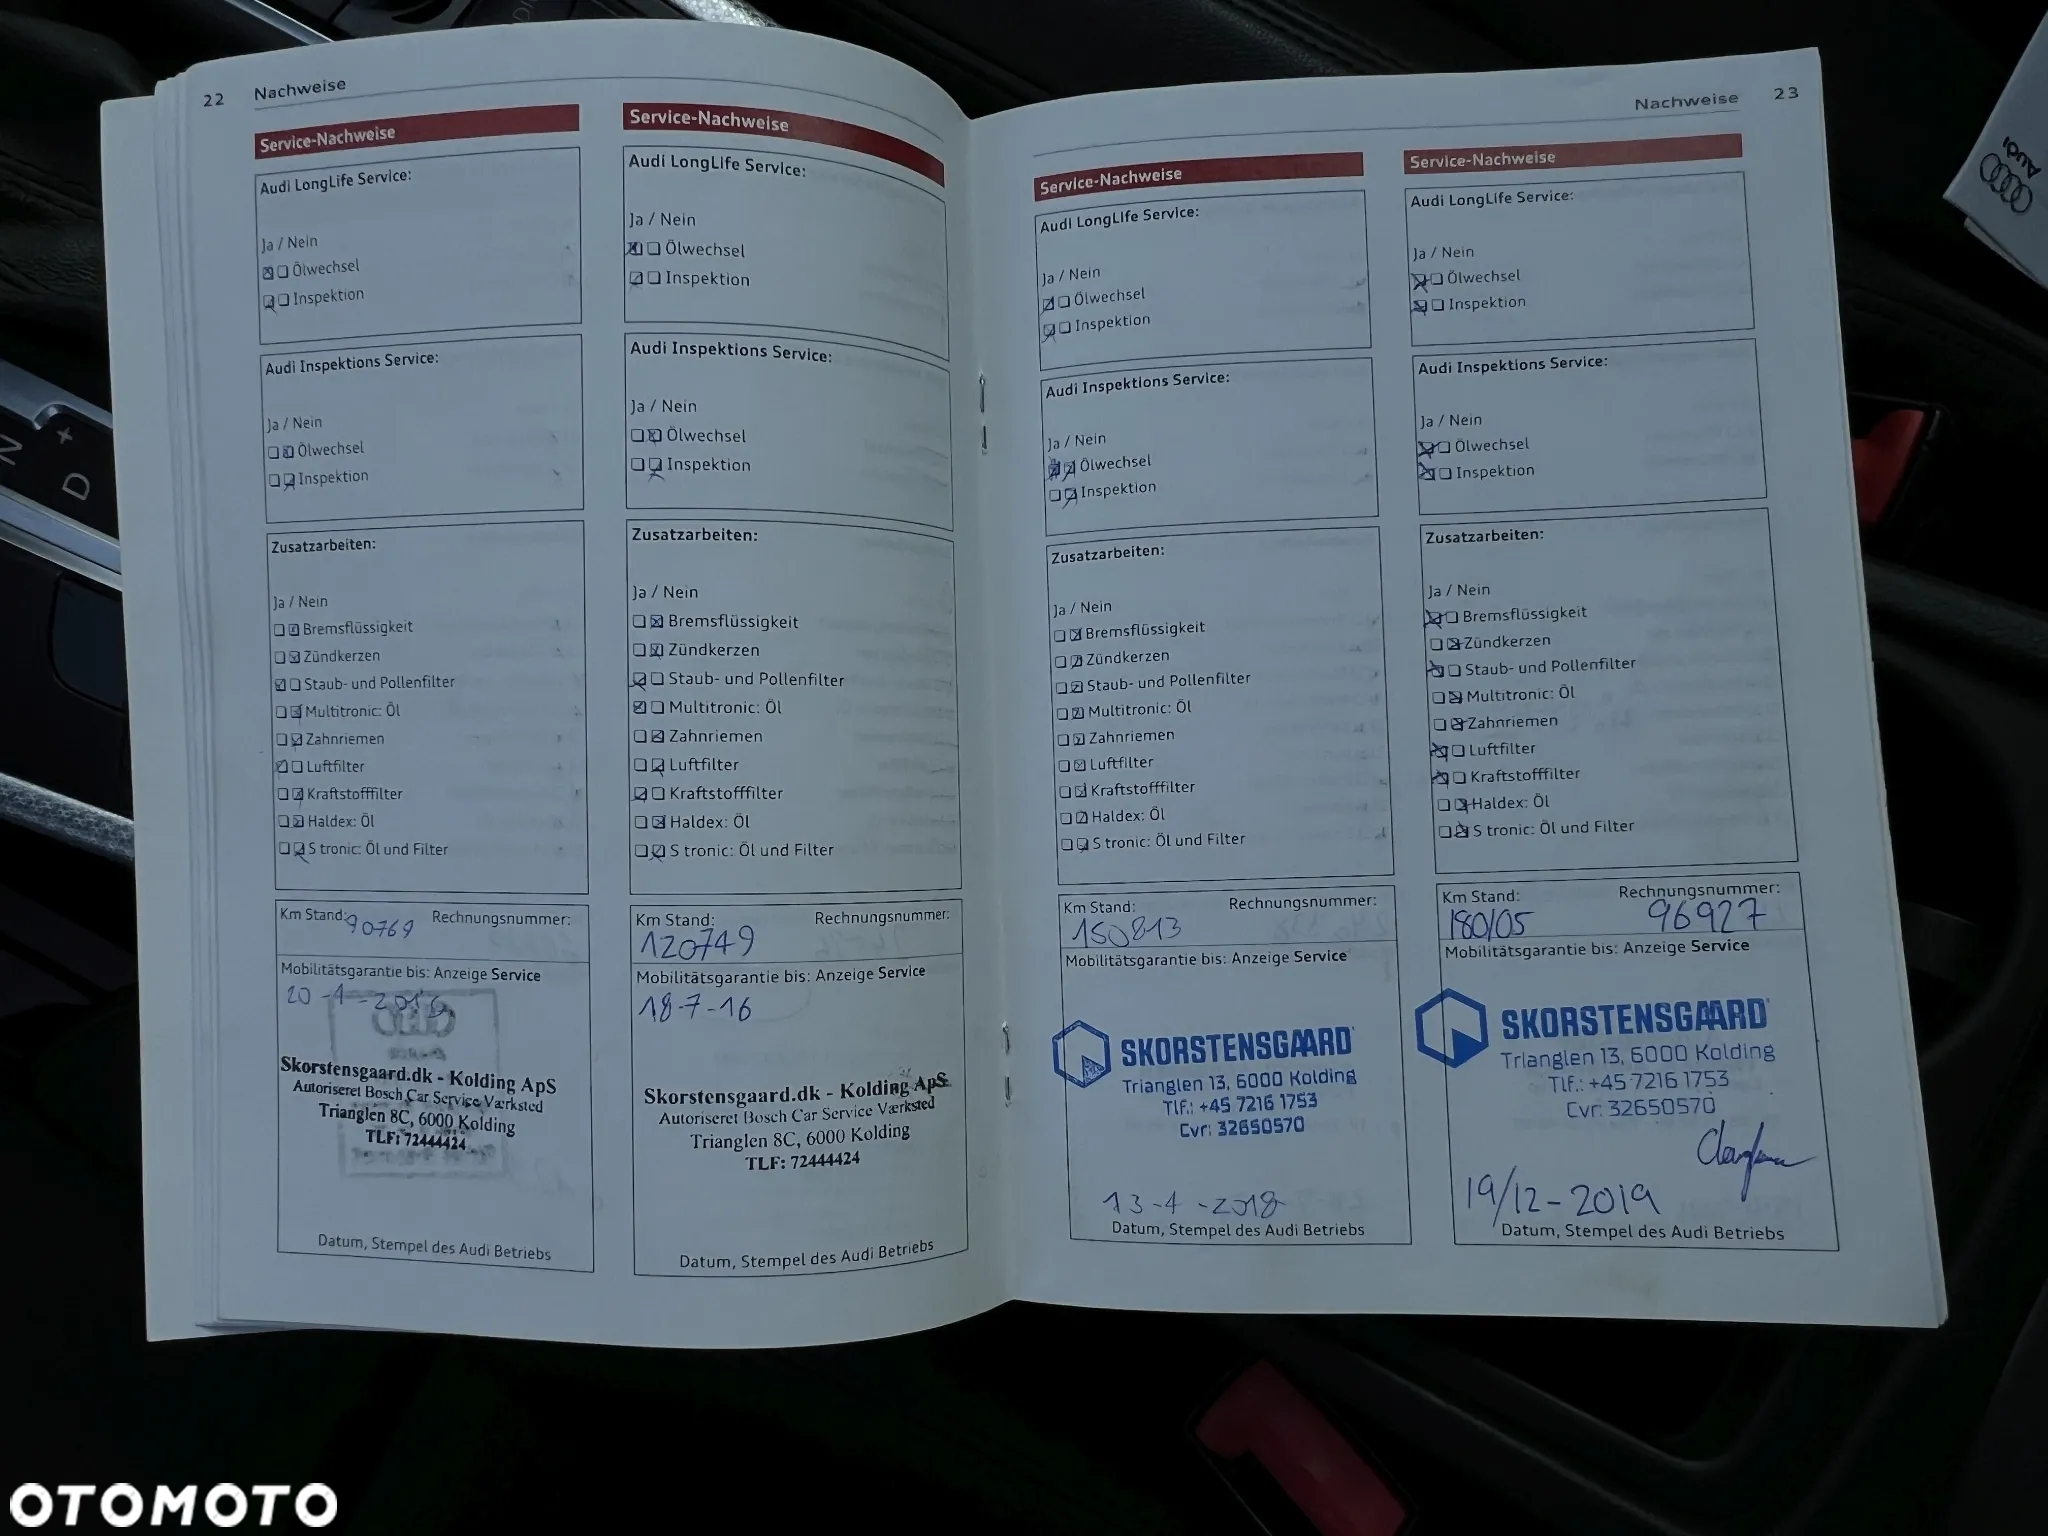 22 Nachweise
Service-Nachweise
Audi LongLife Service:
Ja / Nein
Ölwechsel
Inspektion
Audi Inspektions Service:
Ja / Nein
Ölwechsel
Inspektion
Zusatzarbeiten:
Ja / Nein
Bremsflüssigkeit
Zündkerzen
Staub- und Pollenfilter
Multitronic: Öl
Zahnriemen
Luftfilter
Kraftstofffilter
Haldex: Öl
S tronic: Öl und Filter
Km Stand: 90769 Rechnungsnummer:
Mobilitätsgarantie bis: Anzeige Service
Skorstensgaard.dk - Kolding ApS
Autoriseret Bosch Car Service Værksted
Trianglen 8C, 6000 Kolding
TLF: 72444424
Datum, Stempel des Audi Betriebs
Service-Nachweise
Audi LongLife Service:
Ja / Nein
Ölwechsel
Inspektion
Audi Inspektions Service:
Ja / Nein
Ölwechsel
Inspektion
Zusatzarbeiten:
Ja / Nein
Bremsflüssigkeit
Zündkerzen
Staub- und Pollenfilter
Multitronic: Öl
Zahnriemen
Luftfilter
Kraftstofffilter
Haldex: Öl
S tronic: Öl und Filter
Km Stand: Rechnungsnummer:
120749
Mobilitätsgarantie bis: Anzeige Service
18-7-16
Skorstensgaard.dk - Kolding ApS
Autoriseret Bosch Car Service Værksted
Trianglen 8C, 6000 Kolding
TLF: 72444424
Datum, Stempel des Audi Betriebs
Nachweise 23
Service-Nachweise
Audi LongLife Service:
Ja / Nein
Ölwechsel
Inspektion
Audi Inspektions Service:
Ja / Nein
Ölwechsel
Inspektion
Zusatzarbeiten:
Ja / Nein
Bremsflüssigkeit
Zündkerzen
Staub- und Pollenfilter
Multitronic: Öl
Zahnriemen
Luftfilter
Kraftstofffilter
Haldex: Öl
S tronic: Öl und Filter
Km Stand: Rechnungsnummer:
150813
Mobilitätsgarantie bis: Anzeige Service
SKORSTENSGAARD
Trianglen 13, 6000 Kolding
Tlf.: +45 7216 1753
Cvr: 32650570
13-4-2018
Datum, Stempel des Audi Betriebs
Service-Nachweise
Audi LongLife Service:
Ja / Nein
Ölwechsel
Inspektion
Audi Inspektions Service:
Ja / Nein
Ölwechsel
Inspektion
Zusatzarbeiten:
Ja / Nein
Bremsflüssigkeit
Zündkerzen
Staub- und Pollenfilter
Multitronic: Öl
Zahnriemen
Luftfilter
Kraftstofffilter
Haldex: Öl
S tronic: Öl und Filter
Km Stand: Rechnungsnummer:
180105 96927
Mobilitätsgarantie bis: Anzeige Service
SKORSTENSGAARD
Trianglen 13, 6000 Kolding
Tlf.: +45 7216 1753
Cvr: 32650570
19/12-2019
Datum, Stempel des Audi Betriebs
Audi
N
D
+
OTOMOTO